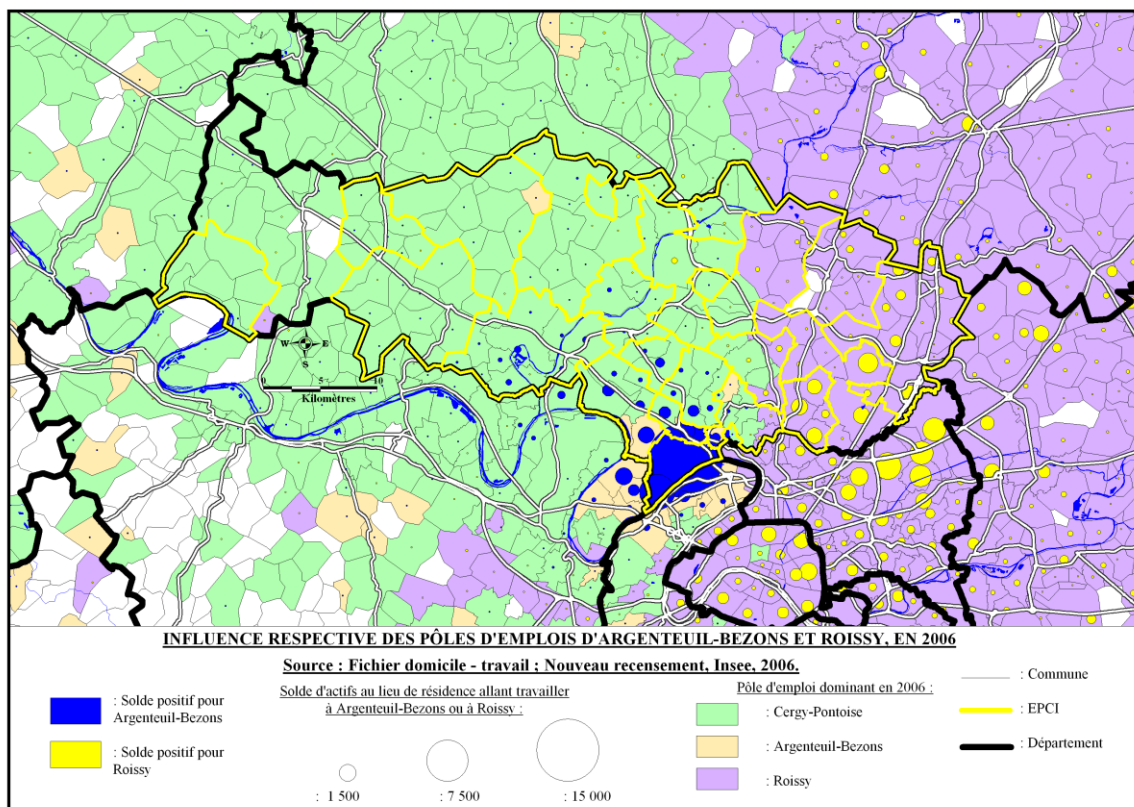 W E
S
0 5 10
Kilomètres
INFLUENCE RESPECTIVE DES PÔLES D'EMPLOIS D'ARGENTEUIL-BEZONS ET ROISSY, EN 2006
Source : Fichier domicile - travail ; Nouveau recensement, Insee, 2006.
: Solde positif pour
Argenteuil-Bezons
: Solde positif pour
Roissy
Solde d'actifs au lieu de résidence allant travailler
à Argenteuil-Bezons ou à Roissy :
: 1 500
: 7 500
: 15 000
Pôle d'emploi dominant en 2006 :
: Cergy-Pontoise
: Argenteuil-Bezons
: Roissy
: Commune
: EPCI
: Département